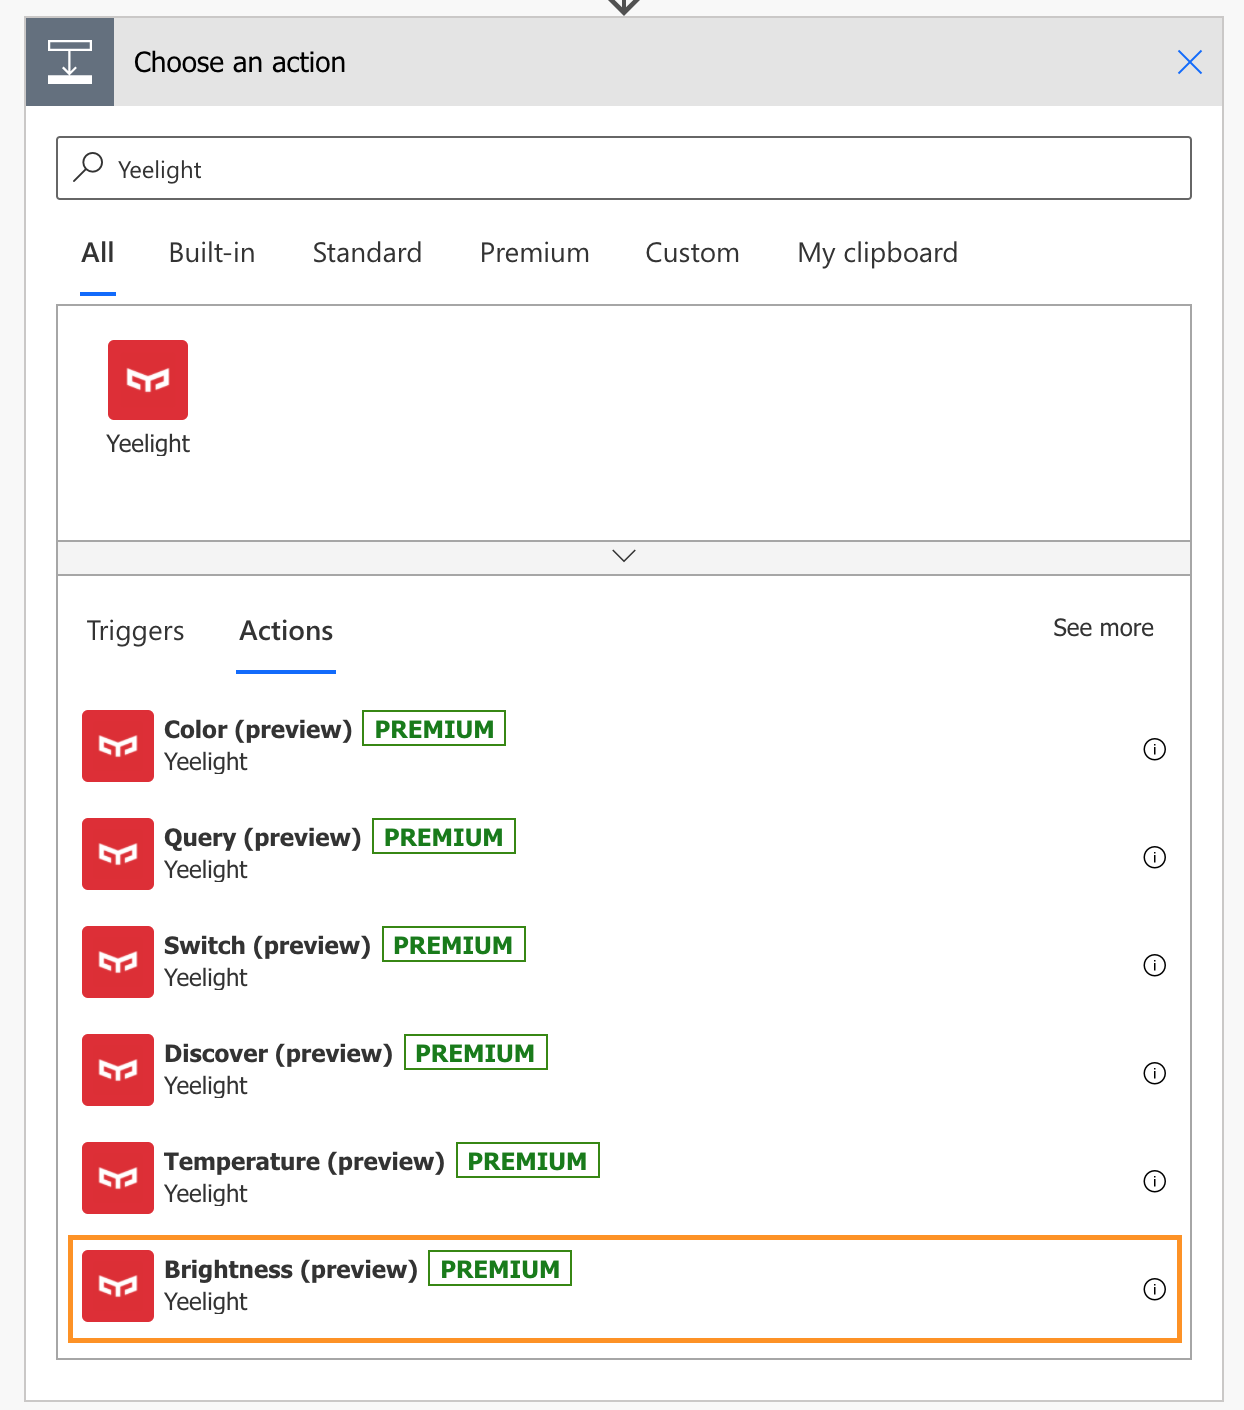 Choose an action
Yeelight
All Built-in Standard Premium Custom My clipboard
Yeelight
Triggers Actions See more
Color (preview) PREMIUM
Yeelight
Query (preview) PREMIUM
Yeelight
Switch (preview) PREMIUM
Yeelight
Discover (preview) PREMIUM
Yeelight
Temperature (preview) PREMIUM
Yeelight
Brightness (preview) PREMIUM
Yeelight